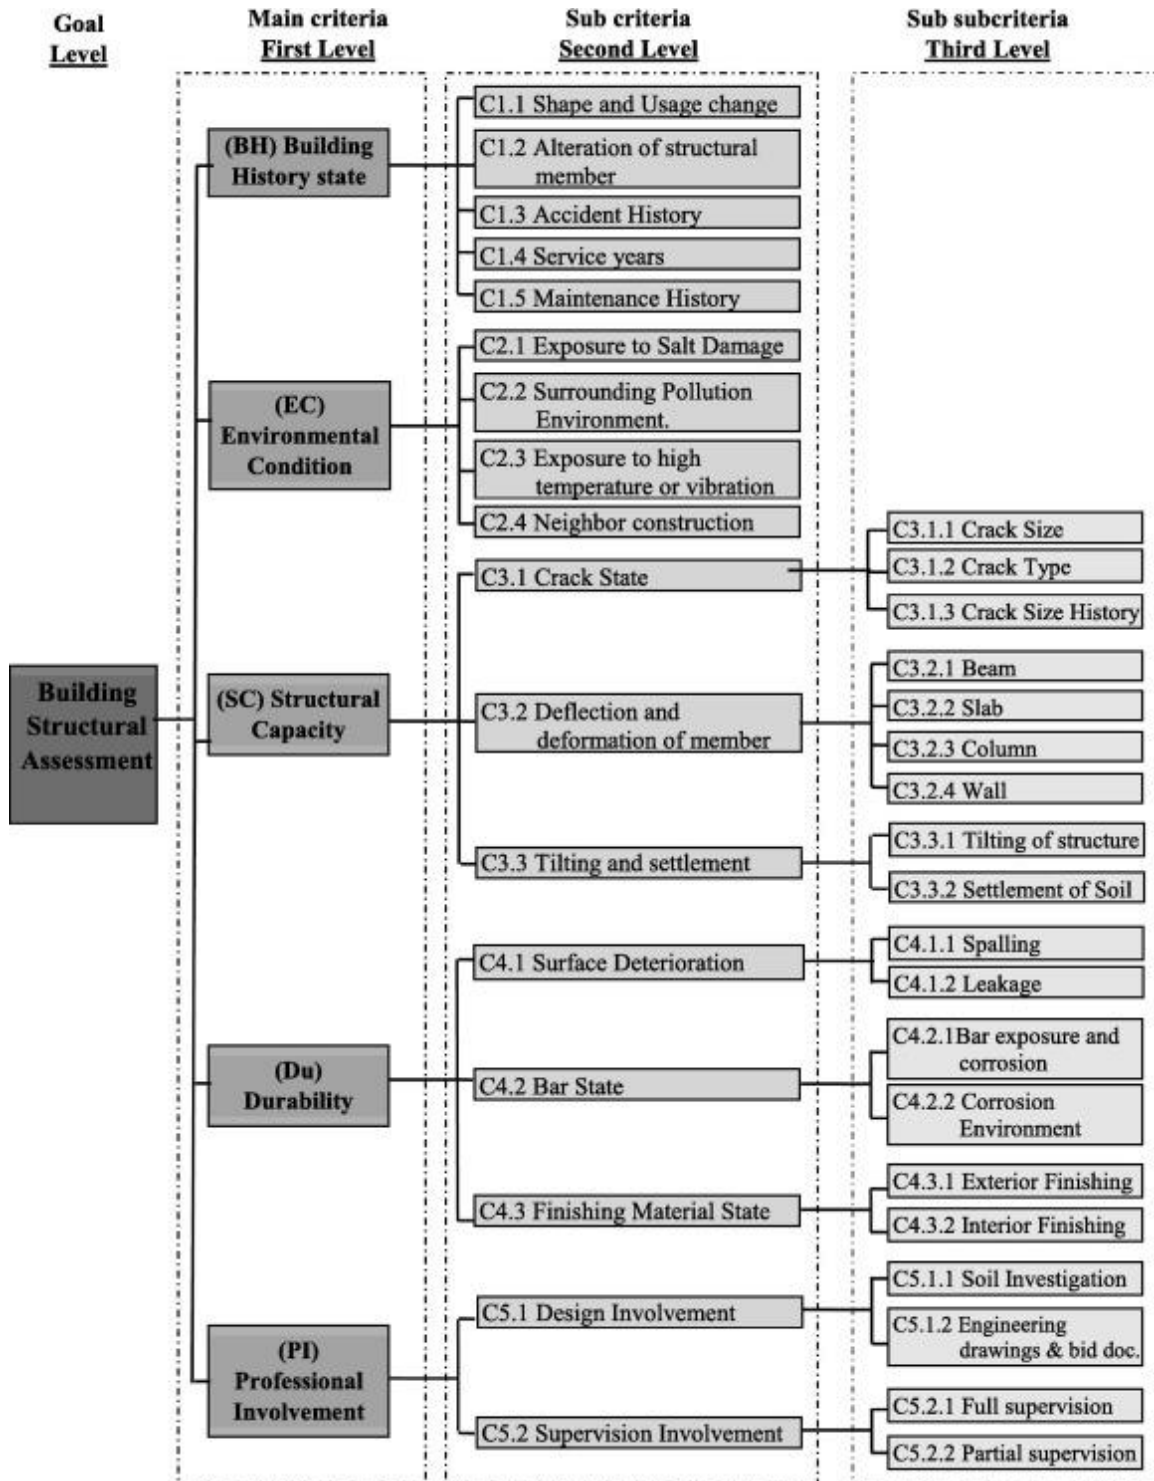 Goal
Level
Main criteria
First Level
Sub criteria
Second Level
Sub subcriteria
Third Level
Building
Structural
Assessment
(BH) Building
History state
C1.1 Shape and Usage change
C1.2 Alteration of structural
member
C1.3 Accident History
C1.4 Service years
C1.5 Maintenance History
(EC)
Environmental
Condition
C2.1 Exposure to Salt Damage
C2.2 Surrounding Pollution
Environment.
C2.3 Exposure to high
temperature or vibration
C2.4 Neighbor construction
(SC) Structural
Capacity
C3.1 Crack State
C3.1.1 Crack Size
C3.1.2 Crack Type
C3.1.3 Crack Size History
C3.2 Deflection and
deformation of member
C3.2.1 Beam
C3.2.2 Slab
C3.2.3 Column
C3.2.4 Wall
C3.3 Tilting and settlement
C3.3.1 Tilting of structure
C3.3.2 Settlement of Soil
(Du)
Durability
C4.1 Surface Deterioration
C4.1.1 Spalling
C4.1.2 Leakage
C4.2 Bar State
C4.2.1Bar exposure and
corrosion
C4.2.2 Corrosion
Environment
C4.3 Finishing Material State
C4.3.1 Exterior Finishing
C4.3.2 Interior Finishing
(PI)
Professional
Involvement
C5.1 Design Involvement
C5.1.1 Soil Investigation
C5.1.2 Engineering
drawings & bid doc.
C5.2 Supervision Involvement
C5.2.1 Full supervision
C5.2.2 Partial supervision